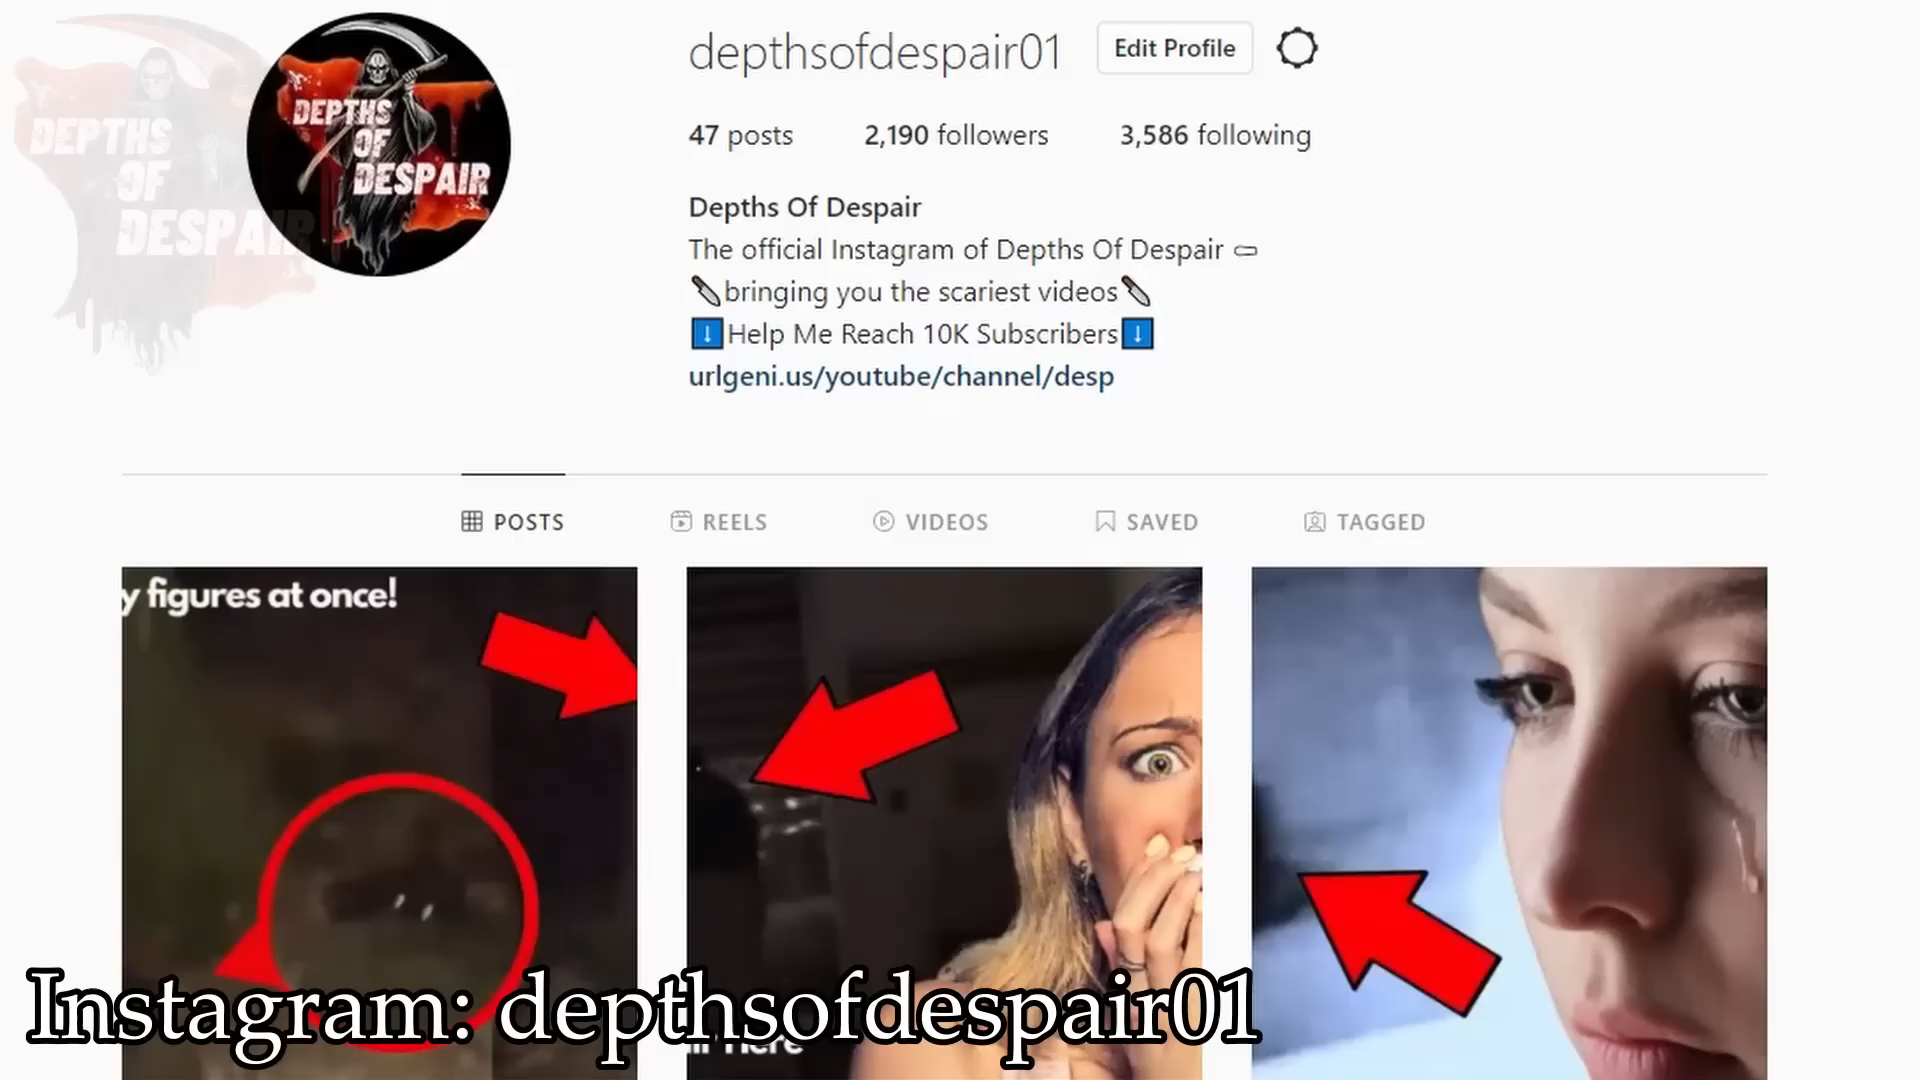 DEPTHS
OF
DESPAIR
DEPTHS
OF
DESPAIR
depthsofdespair01
Edit Profile
47 posts 2,190 followers 3,586 following
Depths Of Despair
The official Instagram of Depths Of Despair
bringing you the scariest videos
Help Me Reach 10K Subscribers
urlgeni.us/youtube/channel/desp
POSTS REELS VIDEOS SAVED TAGGED
y figures at once!
Here
Instagram: depthsofdespair01